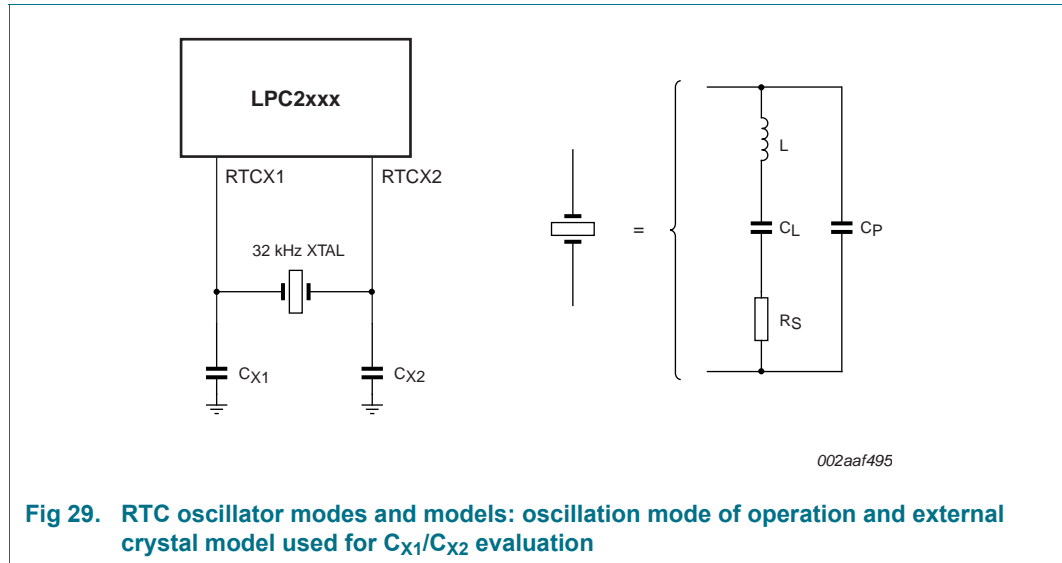 LPC2xxx
RTCX1
RTCX2
32 kHz XTAL
CX1
CX2
=
L
CL
CP
RS
002aaf495
Fig 29. RTC oscillator modes and models: oscillation mode of operation and external
crystal model used for CX1/CX2 evaluation